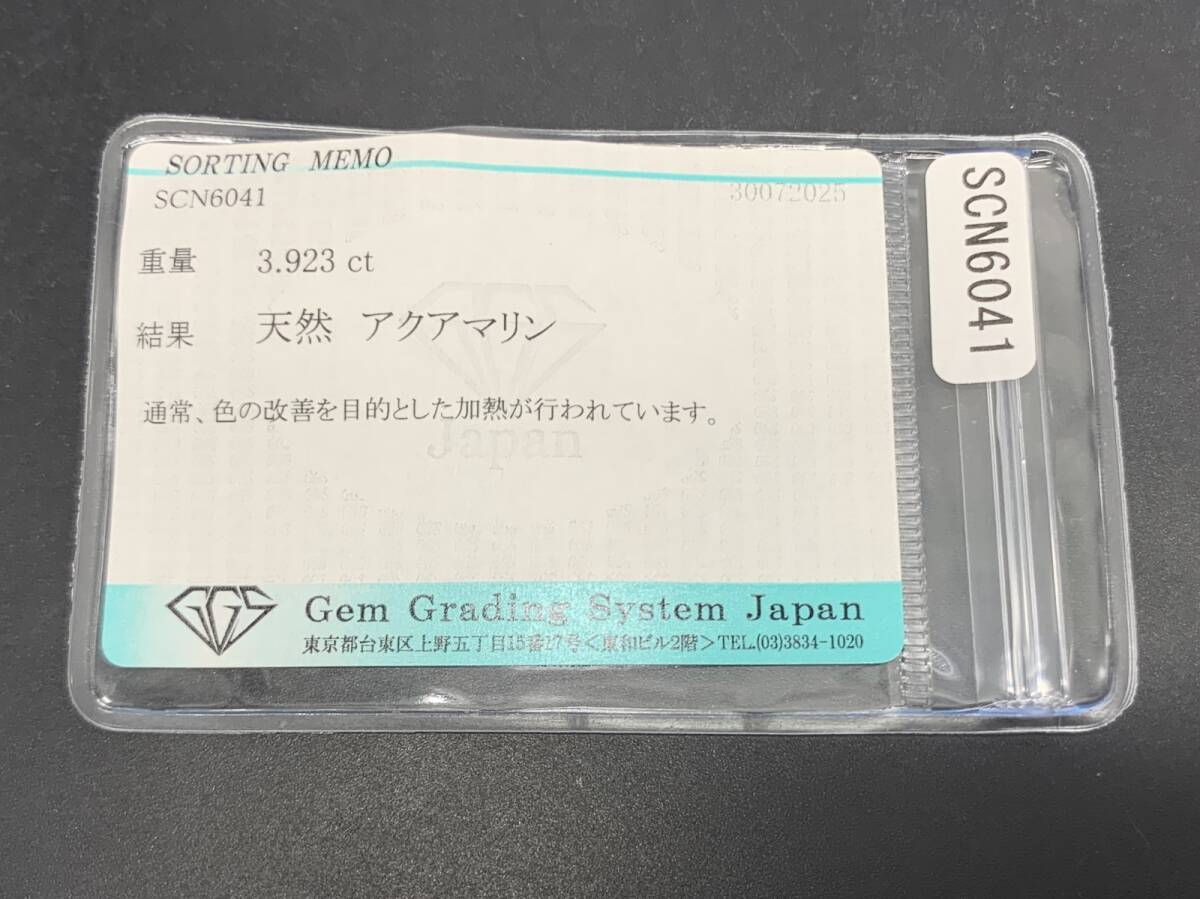 SORTING MEMO
SCN6041 30072025
重量 3.923 ct
結果 天然 アクアマリン
通常、色の改善を目的とした加熱が行われています。
Japan
GGS Gem Grading System Japan
東京都台東区上野五丁目15番17号<東和ビル2階>TEL.(03)3834-1020
SCN6041